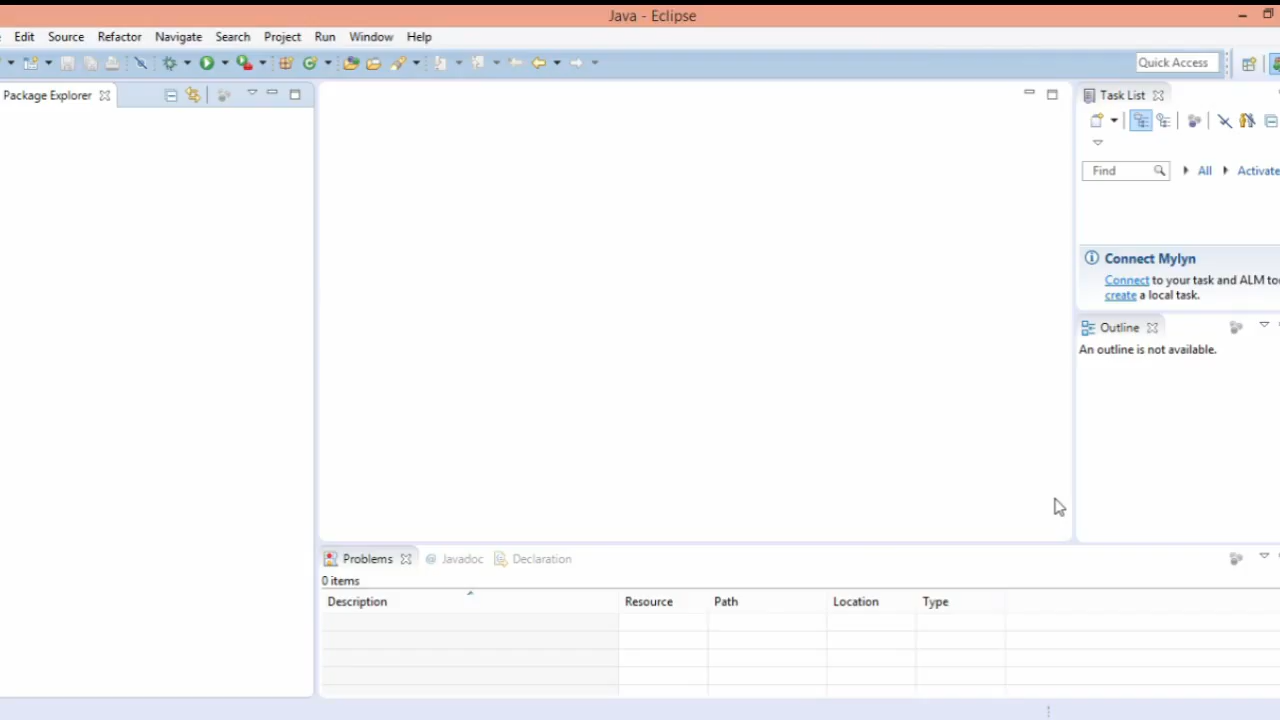 Java - Eclipse
Edit Source Refactor Navigate Search Project Run Window Help
Quick Access
Package Explorer
Task List
Find All Activate
Connect Mylyn
Connect to your task and ALM too
create a local task.
Outline
An outline is not available.
Problems @ Javadoc Declaration
0 items
Description Resource Path Location Type